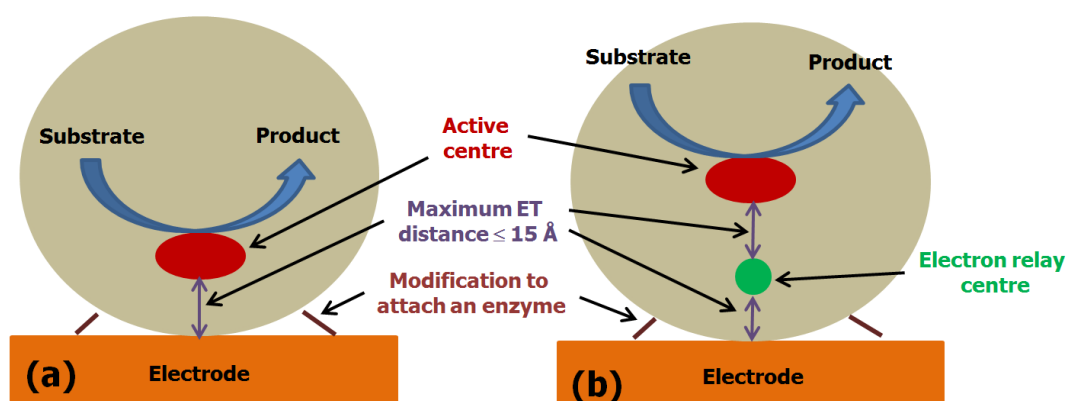 Substrate
Product
Active
centre
Maximum ET
distance ≤ 15 Å
Modification to
attach an enzyme
(a)
Electrode
Substrate
Product
Electron relay
centre
(b)
Electrode